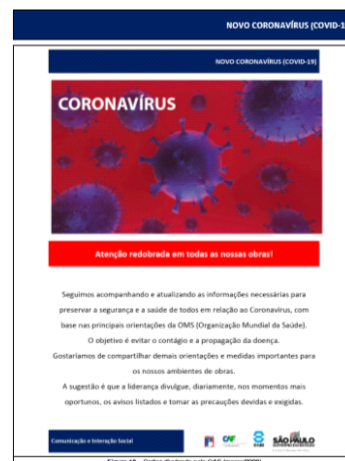 NOVO CORONAVÍRUS (COVID-1
NOVO CORONAVÍRUS (COVID-19)
CORONAVÍRUS
Atenção redobrada em todas as nossas obras!
Seguimos acompanhando e atualizando as informações necessárias para
preservar a segurança e a saúde de todos em relação ao Coronavírus, com
base nas principais orientações da OMS (Organização Mundial da Saúde).
O objetivo é evitar o contágio e a propagação da doença.
Gostaríamos de compartilhar demais orientações e medidas importantes para
os nossos ambientes de obras.
A sugestão é que a liderança divulgue, diariamente, nos momentos mais
oportunos, os avisos listados e tomar as precauções devidas e exigidas.
Comunicação e Interação Social
CAF
SÃO PAULO